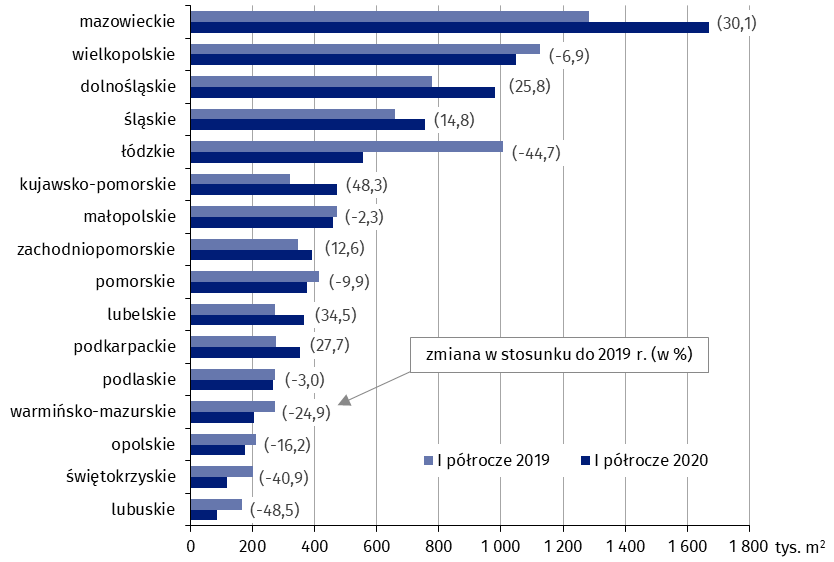 mazowieckie (30,1)
wielkopolskie (-6,9)
dolnośląskie (25,8)
śląskie (14,8)
łódzkie (-44,7)
kujawsko-pomorskie (48,3)
małopolskie (-2,3)
zachodniopomorskie (12,6)
pomorskie (-9,9)
lubelskie (34,5)
podkarpackie (27,7)
zmiana w stosunku do 2019 r. (w %)
podlaskie (-3,0)
warmińsko-mazurskie (-24,9)
opolskie (-16,2)
I półrocze 2019 I półrocze 2020
świętokrzyskie (-40,9)
lubuskie (-48,5)
0 200 400 600 800 1 000 1 200 1 400 1 600 1 800 tys. m²